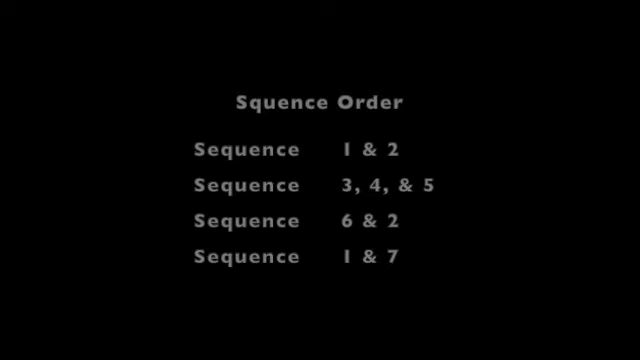 Squence Order
Sequence 1 & 2
Sequence 3, 4, & 5
Sequence 6 & 2
Sequence 1 & 7